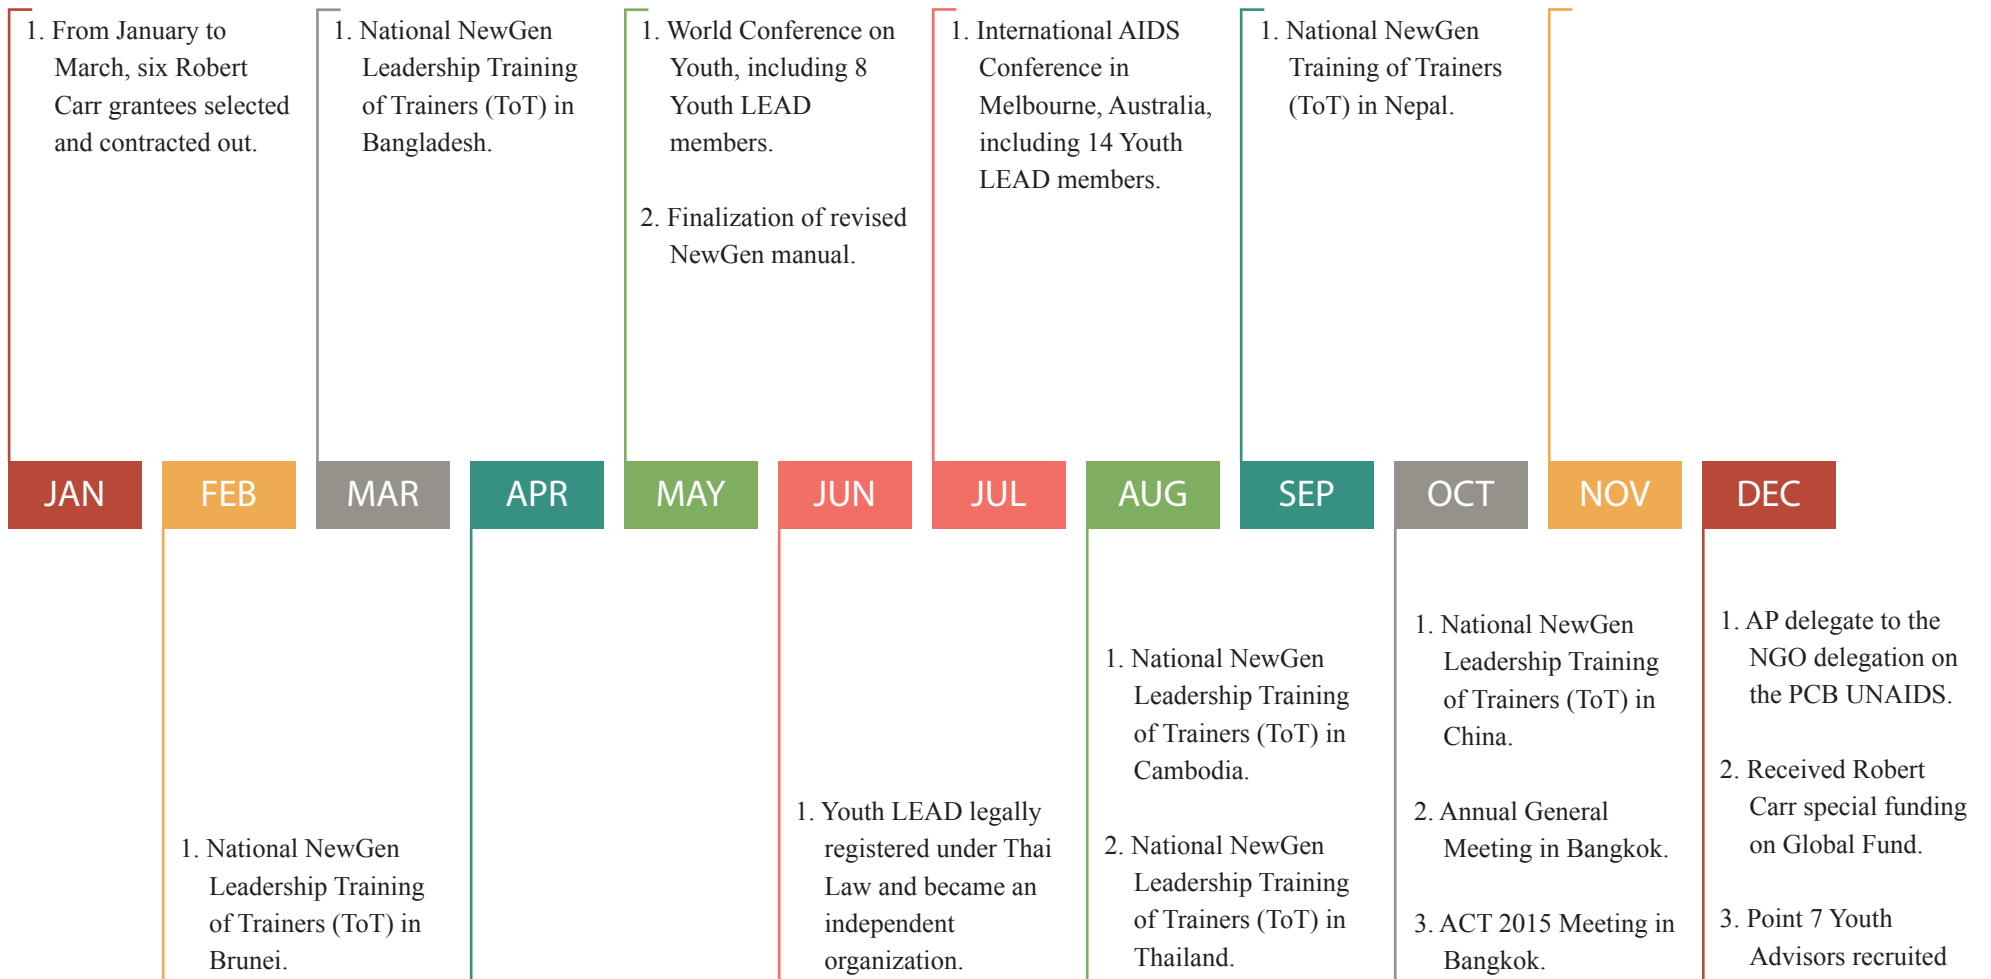 1. From January to
March, six Robert
Carr grantees selected
and contracted out.
1. National NewGen
Leadership Training
of Trainers (ToT) in
Bangladesh.
1. World Conference on
Youth, including 8
Youth LEAD
members.
2. Finalization of revised
NewGen manual.
1. International AIDS
Conference in
Melbourne, Australia,
including 14 Youth
LEAD members.
1. National NewGen
Training of Trainers
(ToT) in Nepal.
JAN
FEB
MAR
APR
MAY
JUN
JUL
AUG
SEP
OCT
NOV
DEC
1. National NewGen
Leadership Training
of Trainers (ToT) in
Brunei.
1. Youth LEAD legally
registered under Thai
Law and became an
independent
organization.
1. National NewGen
Leadership Training
of Trainers (ToT) in
Cambodia.
2. National NewGen
Leadership Training
of Trainers (ToT) in
Thailand.
1. National NewGen
Leadership Training
of Trainers (ToT) in
China.
2. Annual General
Meeting in Bangkok.
3. ACT 2015 Meeting in
Bangkok.
1. AP delegate to the
NGO delegation on
the PCB UNAIDS.
2. Received Robert
Carr special funding
on Global Fund.
3. Point 7 Youth
Advisors recruited